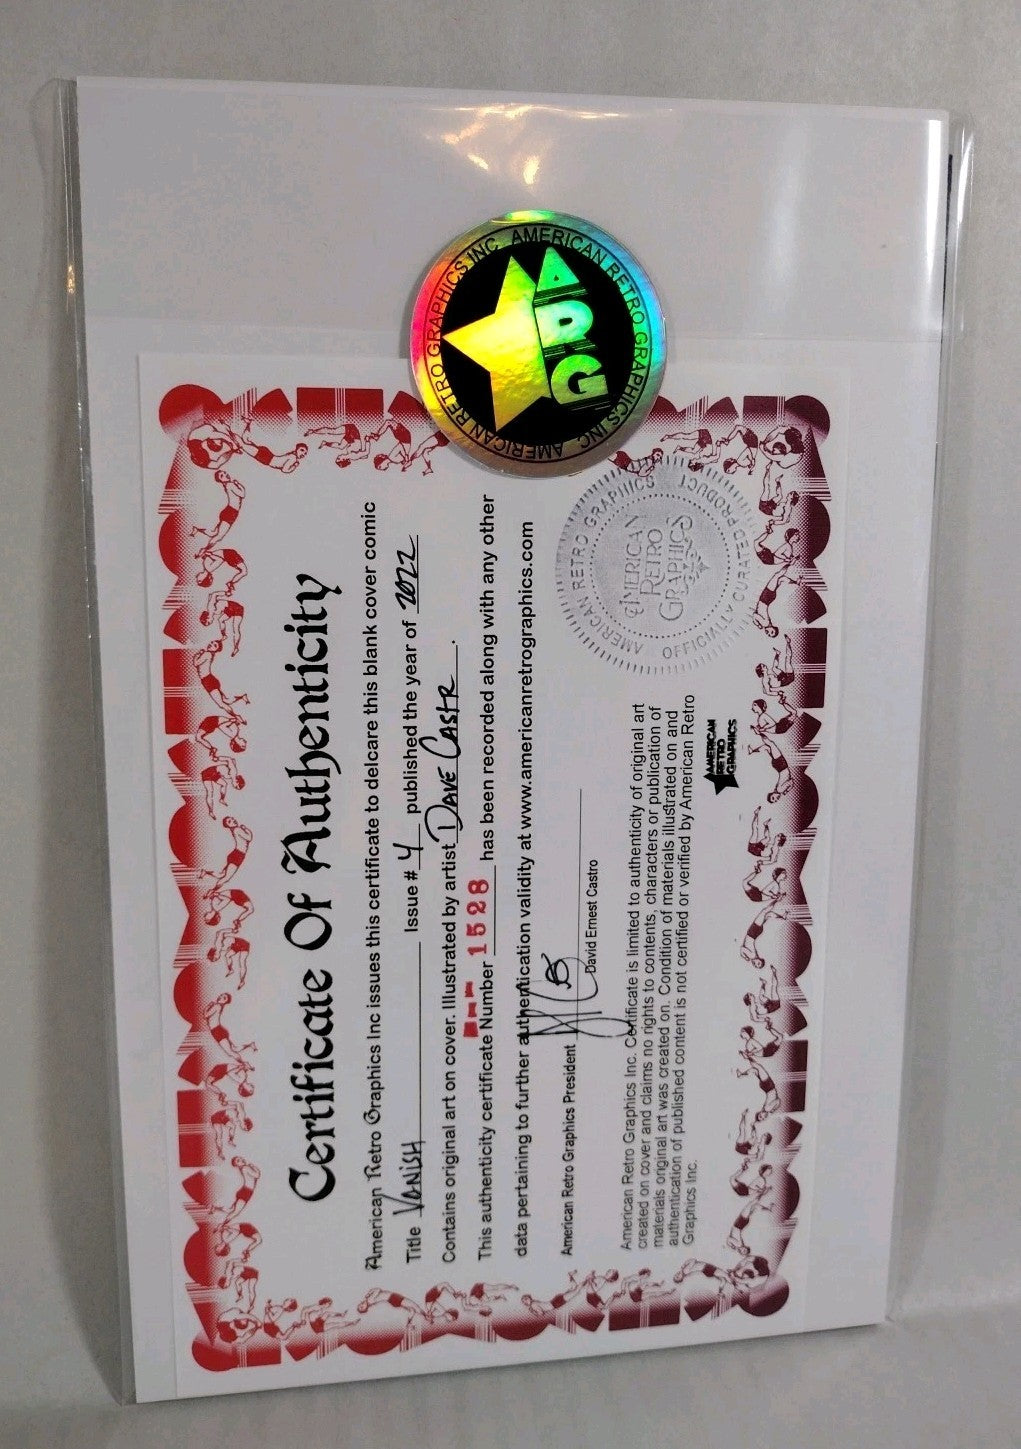 AMERICAN RETRO GRAPHICS INC
AMERICAN RETRO GRAPHICS INC
ARG
Certificate Of Authenticity
American Retro Graphics Inc issues this certificate to delcare this blank cover comic
Title VANISH Issue # 4 published the year of 2022
Contains original art on cover. Illustrated by artist DAVE CASTR.
This authenticity certificate Number 1528 has been recorded along with any other
data pertaining to further authentication validity at www.americanretrographics.com
American Retro Graphics President
David Ernest Castro
American Retro Graphics Inc. Certificate is limited to authenticity of original art
created on cover and claims no rights to contents, characters or publication of
materials original art was created on. Condition of materials illustrated on and
authentication of published content is not certified or verified by American Retro
Graphics Inc.
AMERICAN
RETRO
GRAPHICS
AMERICAN RETRO GRAPHICS
OFFICIALLY CURATED PRODUCT
AMERICAN
RETRO
GRAPHICS